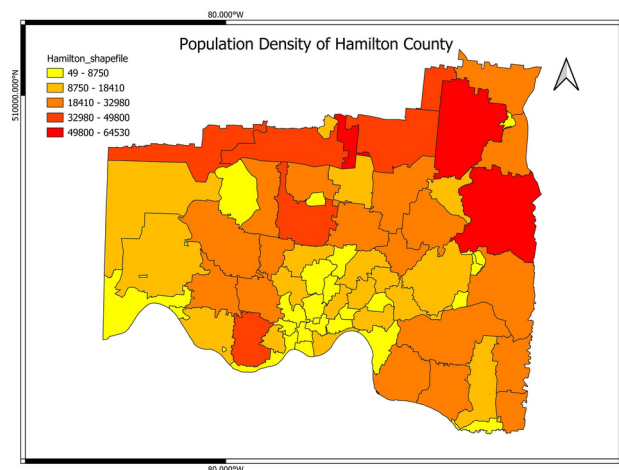 80.000°W
Population Density of Hamilton County
Hamilton_shapefile
49 - 8750
8750 - 18410
18410 - 32980
32980 - 49800
49800 - 64530
510000.000°N
80.000°W